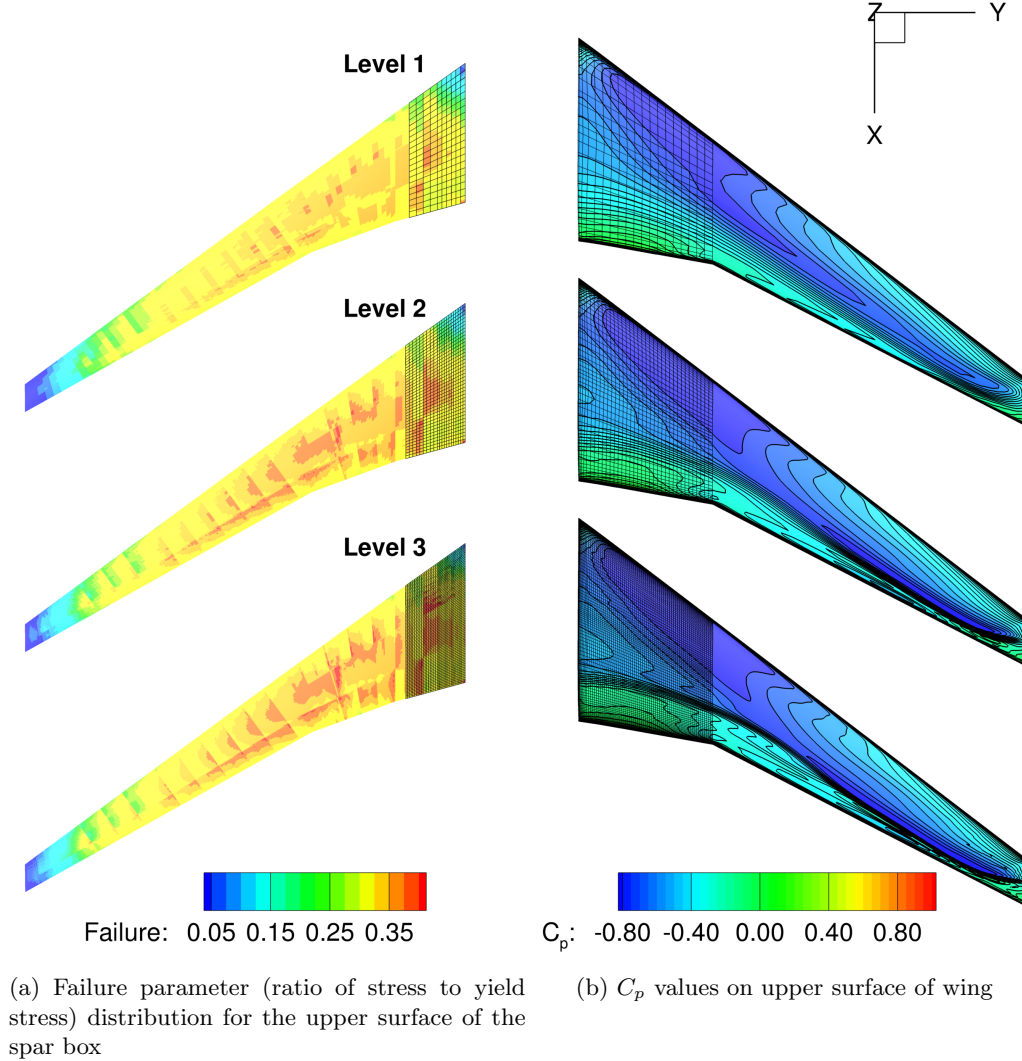 Z Y
X
Level 1
Level 2
Level 3
Failure: 0.05 0.15 0.25 0.35
Cp: -0.80 -0.40 0.00 0.40 0.80
(a) Failure parameter (ratio of stress to yield
stress) distribution for the upper surface of the
spar box
(b) Cp values on upper surface of wing